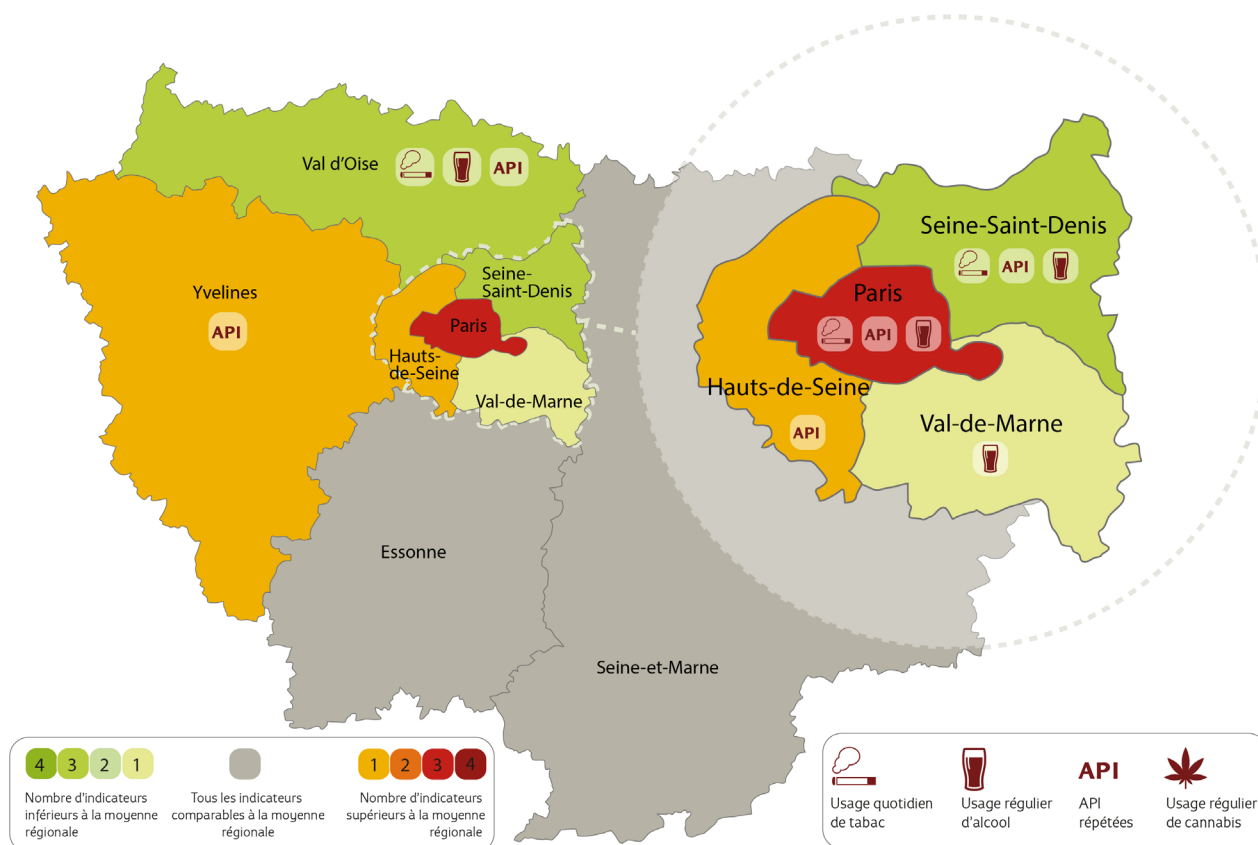 Val d'Oise
API
Yvelines
API
Seine-
Saint-Denis
Paris
Hauts-
de-Seine
Val-de-Marne
Essonne
Seine-et-Marne
Seine-Saint-Denis
API
Paris
API
Hauts-de-Seine
API
Val-de-Marne
4 3 2 1
Nombre d'indicateurs
inférieurs à la moyenne
régionale
Tous les indicateurs
comparables à la moyenne
régionale
1 2 3 4
Nombre d'indicateurs
supérieurs à la moyenne
régionale
Usage quotidien
de tabac
Usage régulier
d'alcool
API
API
répétées
Usage régulier
de cannabis